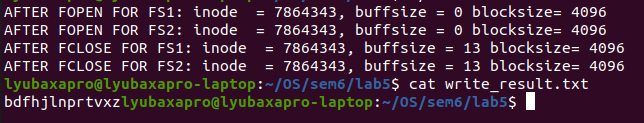 AFTER FOPEN FOR FS1: inode  = 7864343, buffsize = 0 blocksize= 4096
AFTER FOPEN FOR FS2: inode  = 7864343, buffsize = 0 blocksize= 4096
AFTER FCLOSE FOR FS1: inode  = 7864343, buffsize = 13 blocksize= 4096
AFTER FCLOSE FOR FS2: inode  = 7864343, buffsize = 13 blocksize= 4096
lyubaxapro@lyubaxapro-laptop:~/OS/sem6/lab5$ cat write_result.txt
bdfhjlnprtvxzlyubaxapro@lyubaxapro-laptop:~/OS/sem6/lab5$